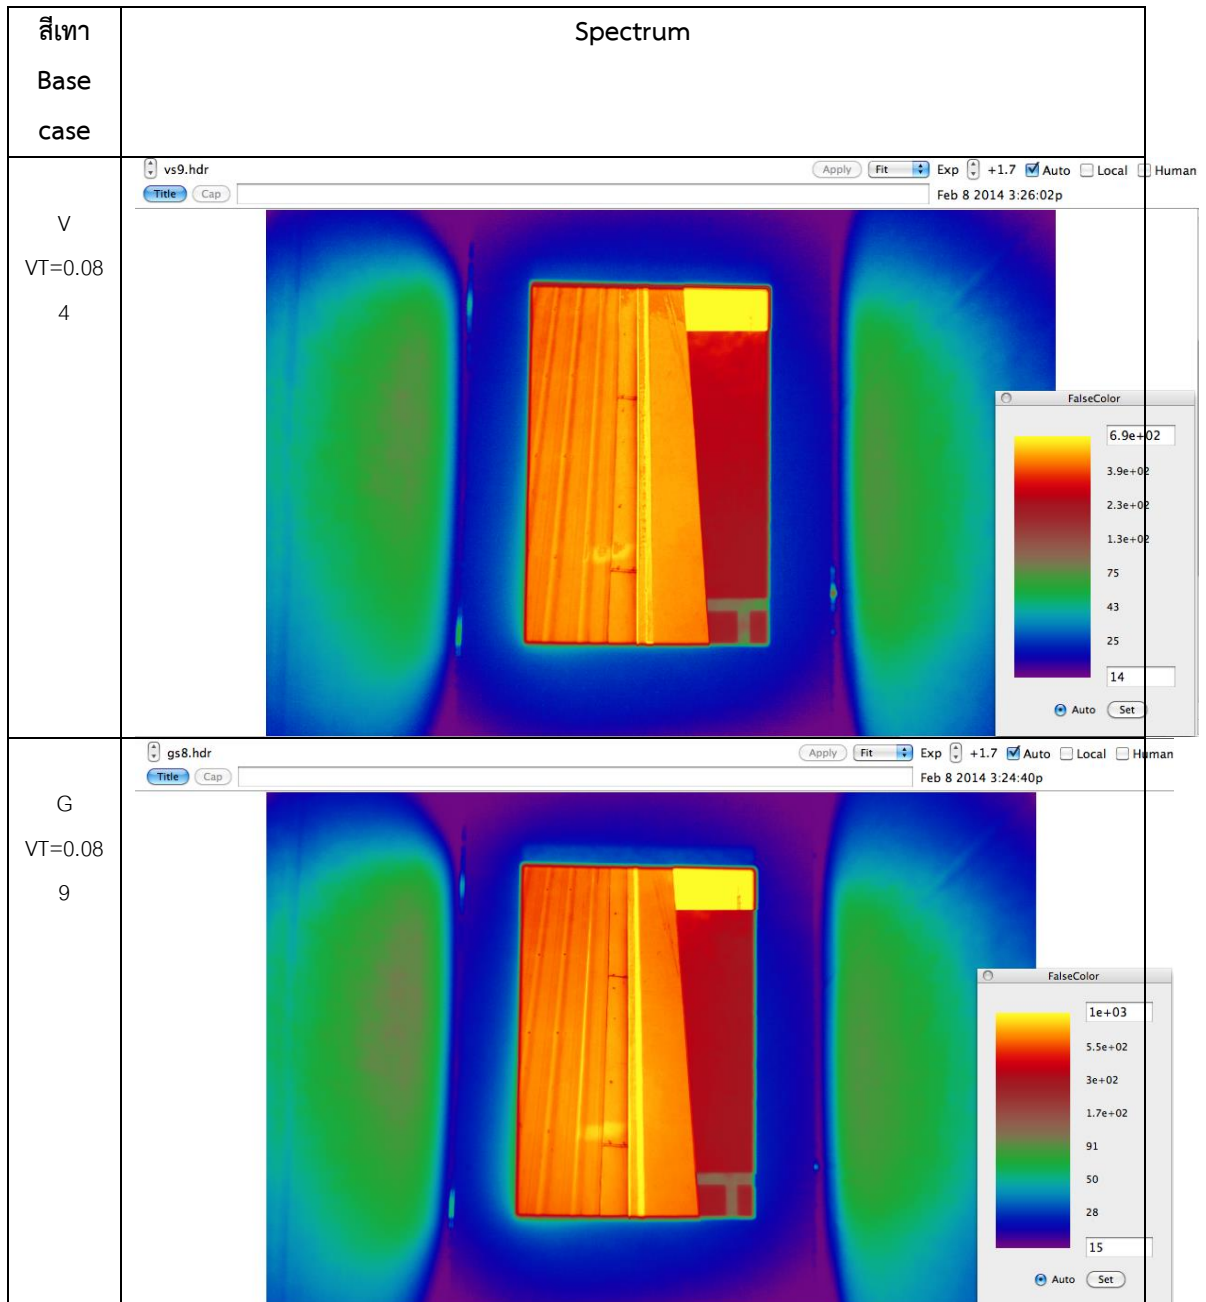 สีเทา
Base
case
Spectrum
V
VT=0.08
4
vs9.hdr
Apply Fit Exp +1.7 Auto Local Human
Title Cap Feb 8 2014 3:26:02p
FalseColor
6.9e+02
3.9e+02
2.3e+02
1.3e+02
75
43
25
14
Auto Set
G
VT=0.08
9
gs8.hdr
Apply Fit Exp +1.7 Auto Local Human
Title Cap Feb 8 2014 3:24:40p
FalseColor
1e+03
5.5e+02
3e+02
1.7e+02
91
50
28
15
Auto Set